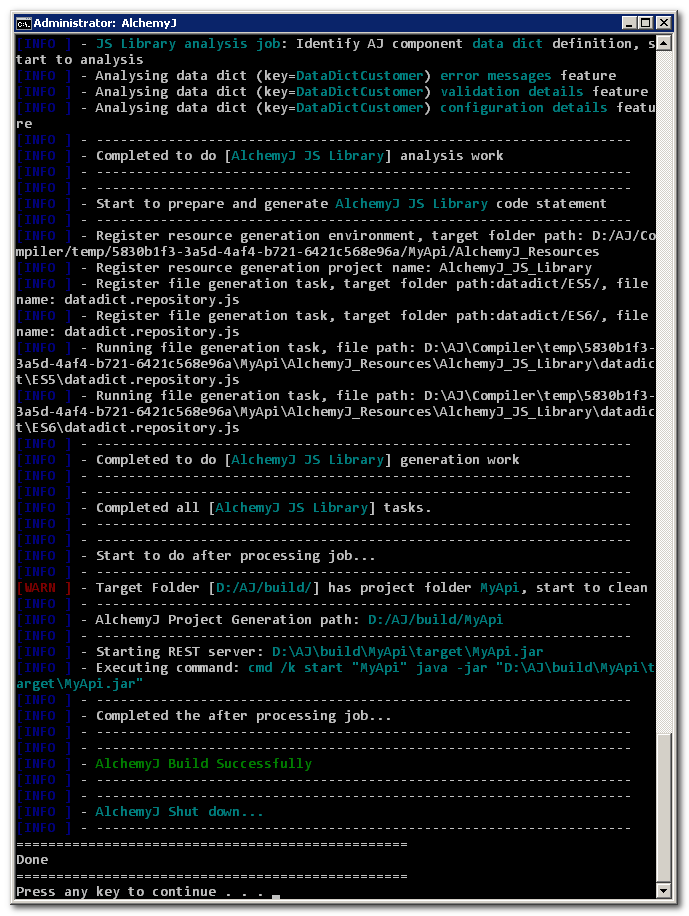 Administrator: AlchemyJ
[INFO ] - JS Library analysis job: Identify AJ component data dict definition, s
tart to analysis
[INFO ] - Analysing data dict (key=DataDictCustomer) error messages feature
[INFO ] - Analysing data dict (key=DataDictCustomer) validation details feature
[INFO ] - Analysing data dict (key=DataDictCustomer) configuration details featu
re
[INFO ] - -------------------------------------------------------------------
[INFO ] - Completed to do [AlchemyJ JS Library] analysis work
[INFO ] - -------------------------------------------------------------------
[INFO ] - -------------------------------------------------------------------
[INFO ] - Start to prepare and generate AlchemyJ JS Library code statement
[INFO ] - -------------------------------------------------------------------
[INFO ] - Register resource generation environment, target folder path: D:/AJ/Co
mpiler/temp/5830b1f3-3a5d-4af4-b721-6421c568e96a/MyApi/AlchemyJ_Resources
[INFO ] - Register resource generation project name: AlchemyJ_JS_Library
[INFO ] - Register file generation task, target folder path:datadict/ES5/, file
name: datadict.repository.js
[INFO ] - Register file generation task, target folder path:datadict/ES6/, file
name: datadict.repository.js
[INFO ] - Running file generation task, file path: D:\AJ\Compiler\temp\5830b1f3-
3a5d-4af4-b721-6421c568e96a\MyApi\AlchemyJ_Resources\AlchemyJ_JS_Library\datadic
t\ES5\datadict.repository.js
[INFO ] - Running file generation task, file path: D:\AJ\Compiler\temp\5830b1f3-
3a5d-4af4-b721-6421c568e96a\MyApi\AlchemyJ_Resources\AlchemyJ_JS_Library\datadic
t\ES6\datadict.repository.js
[INFO ] - -------------------------------------------------------------------
[INFO ] - Completed to do [AlchemyJ JS Library] generation work
[INFO ] - -------------------------------------------------------------------
[INFO ] - -------------------------------------------------------------------
[INFO ] - Completed all [AlchemyJ JS Library] tasks.
[INFO ] - -------------------------------------------------------------------
[INFO ] - -------------------------------------------------------------------
[INFO ] - Start to do after processing job...
[INFO ] - -------------------------------------------------------------------
[WARN ] - Target Folder [D:/AJ/build/] has project folder MyApi, start to clean
[INFO ] - -------------------------------------------------------------------
[INFO ] - AlchemyJ Project Generation path: D:/AJ/build/MyApi
[INFO ] - -------------------------------------------------------------------
[INFO ] - Starting REST server: D:\AJ\build\MyApi\target\MyApi.jar
[INFO ] - Executing command: cmd /k start "MyApi" java -jar "D:\AJ\build\MyApi\t
arget\MyApi.jar"
[INFO ] - -------------------------------------------------------------------
[INFO ] - Completed the after processing job...
[INFO ] - -------------------------------------------------------------------
[INFO ] - -------------------------------------------------------------------
[INFO ] - AlchemyJ Build Successfully
[INFO ] - -------------------------------------------------------------------
[INFO ] - -------------------------------------------------------------------
[INFO ] - AlchemyJ Shut down...
[INFO ] - -------------------------------------------------------------------
=================================================
Done
=================================================
Press any key to continue . . .